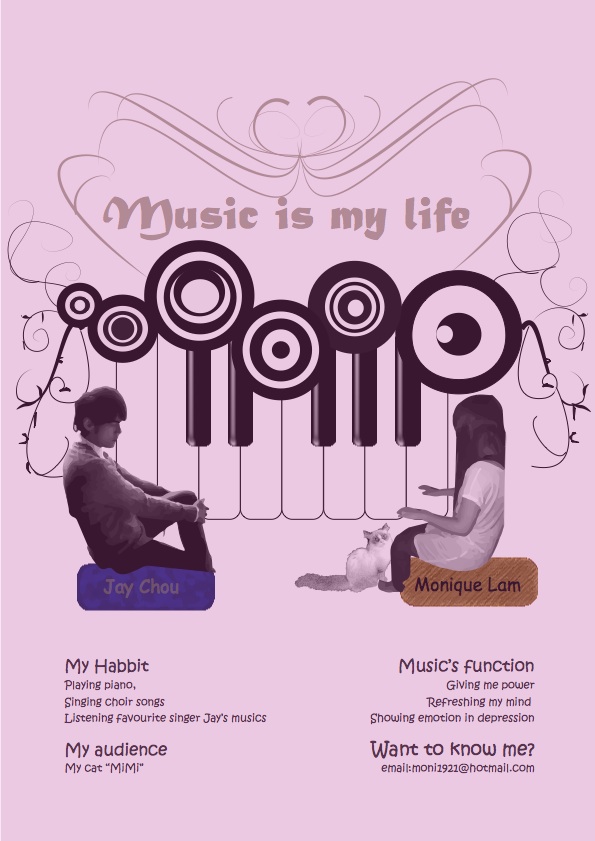 Music is my life
Jay Chou
Monique Lam
My Habbit
Playing piano,
Singing choir songs
Listening favourite singer Jay's musics
My audience
My cat "MiMi"
Music's function
Giving me power
Refreshing my mind
Showing emotion in depression
Want to know me?
email:moni1921@hotmail.com